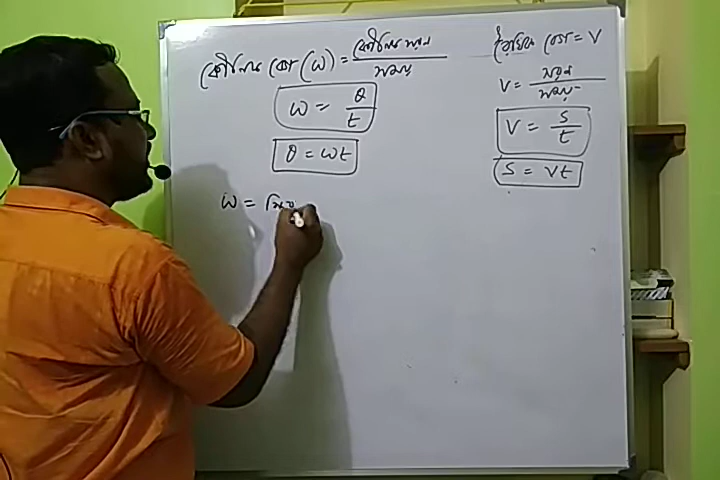 কৌণিক বেগ (ω) = কৌণিক সরণ / সময়
ω = θ / t
θ = ωt
ω =
রৈখিক বেগ = V
V = সরণ / সময়
V = S / t
S = Vt